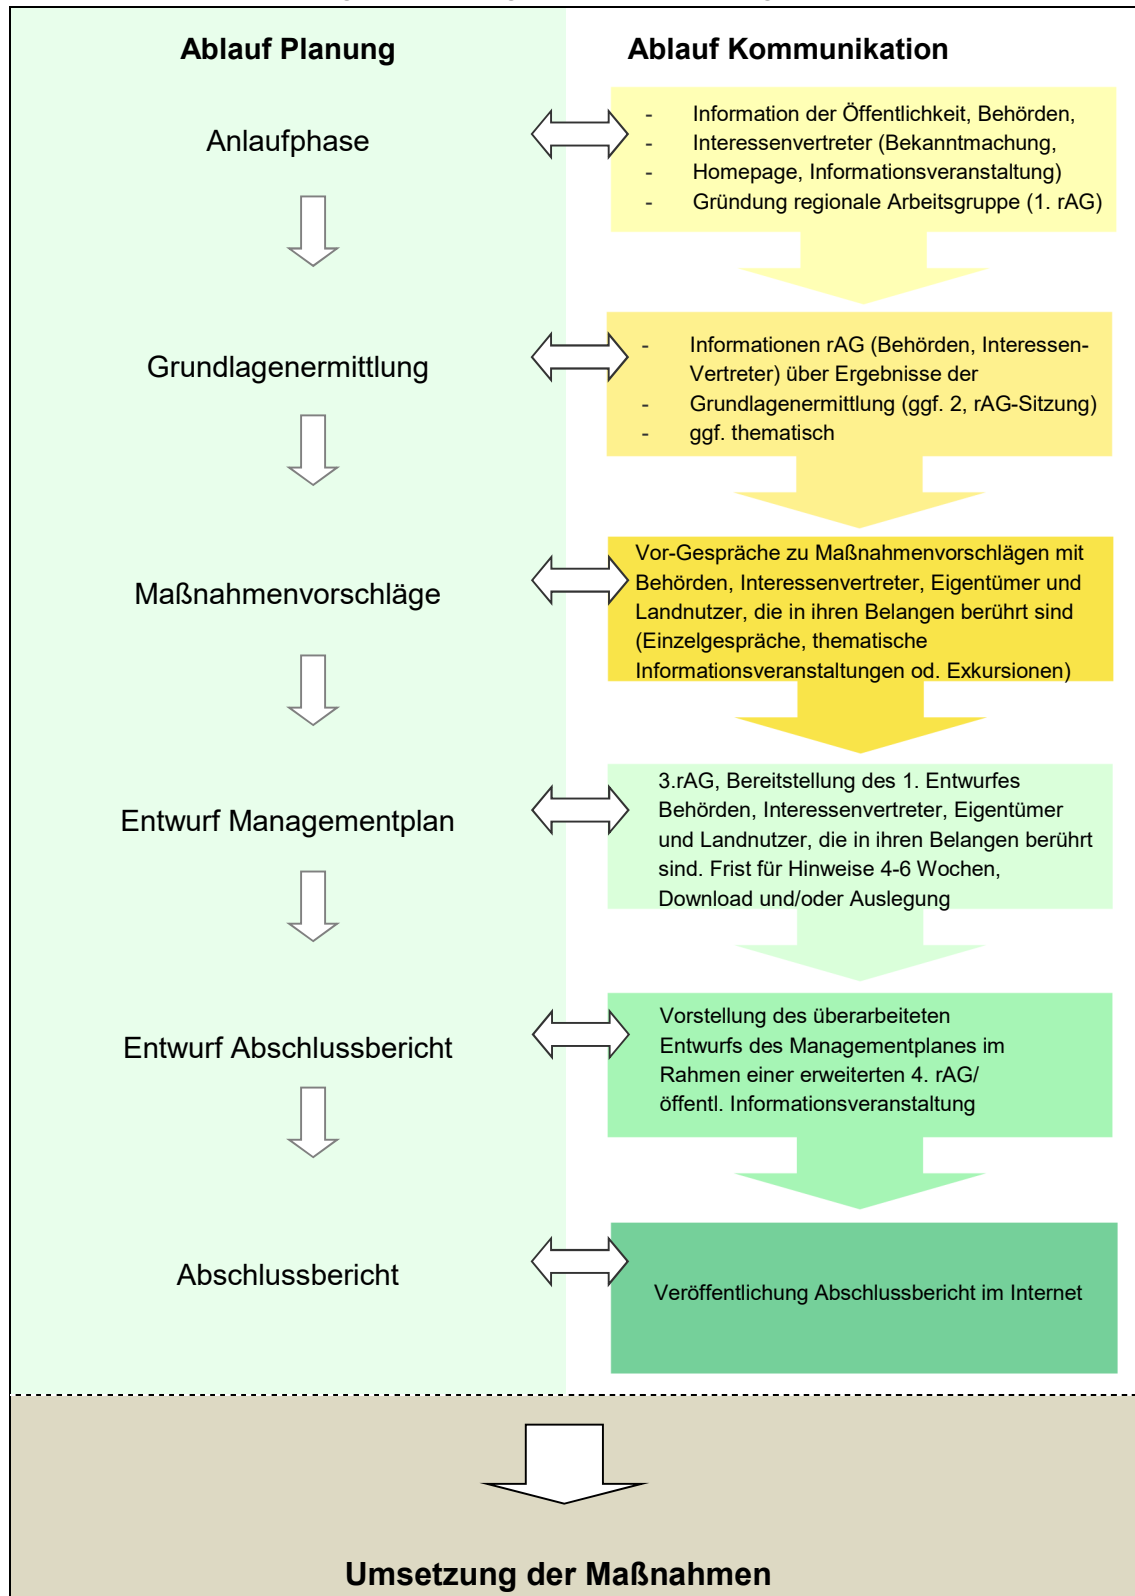 Ablauf Planung
Ablauf Kommunikation
Anlaufphase
- Information der Öffentlichkeit, Behörden,
- Interessenvertreter (Bekanntmachung,
- Homepage, Informationsveranstaltung)
- Gründung regionale Arbeitsgruppe (1. rAG)
Grundlagenermittlung
- Informationen rAG (Behörden, Interessen-
Vertreter) über Ergebnisse der
- Grundlagenermittlung (ggf. 2, rAG-Sitzung)
- ggf. thematisch
Maßnahmenvorschläge
Vor-Gespräche zu Maßnahmenvorschlägen mit
Behörden, Interessenvertreter, Eigentümer und
Landnutzer, die in ihren Belangen berührt sind
(Einzelgespräche, thematische
Informationsveranstaltungen od. Exkursionen)
Entwurf Managementplan
3.rAG, Bereitstellung des 1. Entwurfes
Behörden, Interessenvertreter, Eigentümer
und Landnutzer, die in ihren Belangen berührt
sind. Frist für Hinweise 4-6 Wochen,
Download und/oder Auslegung
Entwurf Abschlussbericht
Vorstellung des überarbeiteten
Entwurfs des Managementplanes im
Rahmen einer erweiterten 4. rAG/
öffentl. Informationsveranstaltung
Abschlussbericht
Veröffentlichung Abschlussbericht im Internet
Umsetzung der Maßnahmen